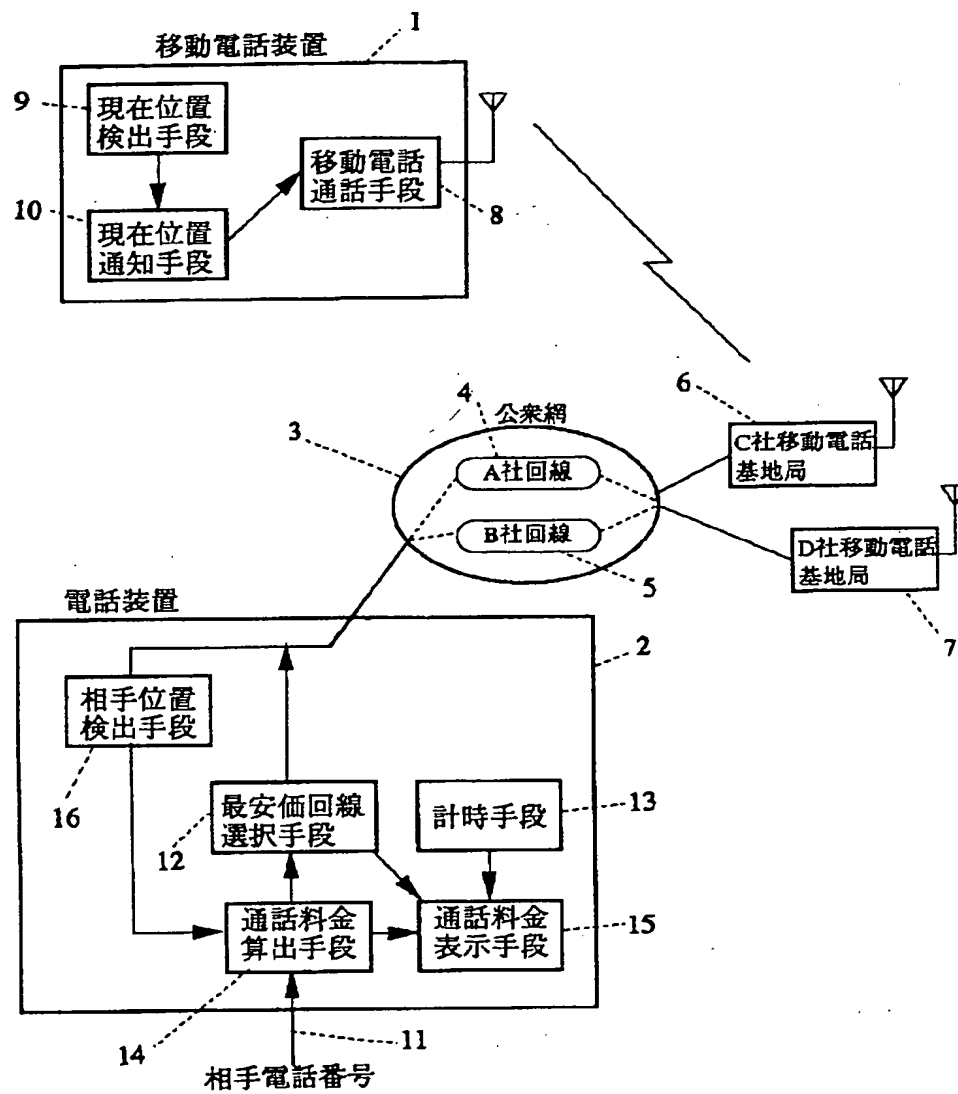 移動電話装置
1
9
現在位置
検出手段
移動電話
通話手段
8
10
現在位置
通知手段
6
4
公衆網
3
A社回線
C社移動電話
基地局
B社回線
5
D社移動電話
基地局
7
電話装置
2
相手位置
検出手段
16
最安価回線
選択手段
12
計時手段
13
通話料金
算出手段
14
通話料金
表示手段
15
11
相手電話番号